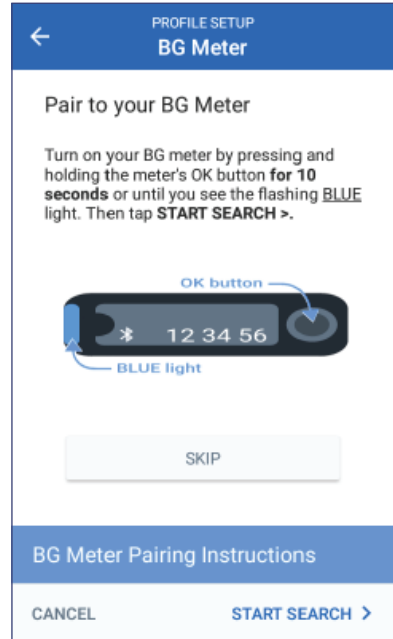 PROFILE SETUP
BG Meter
Pair to your BG Meter
Turn on your BG meter by pressing and
holding the meter's OK button for 10
seconds or until you see the flashing BLUE
light. Then tap START SEARCH >.
OK button
12 34 56
BLUE light
SKIP
BG Meter Pairing Instructions
CANCEL
START SEARCH >